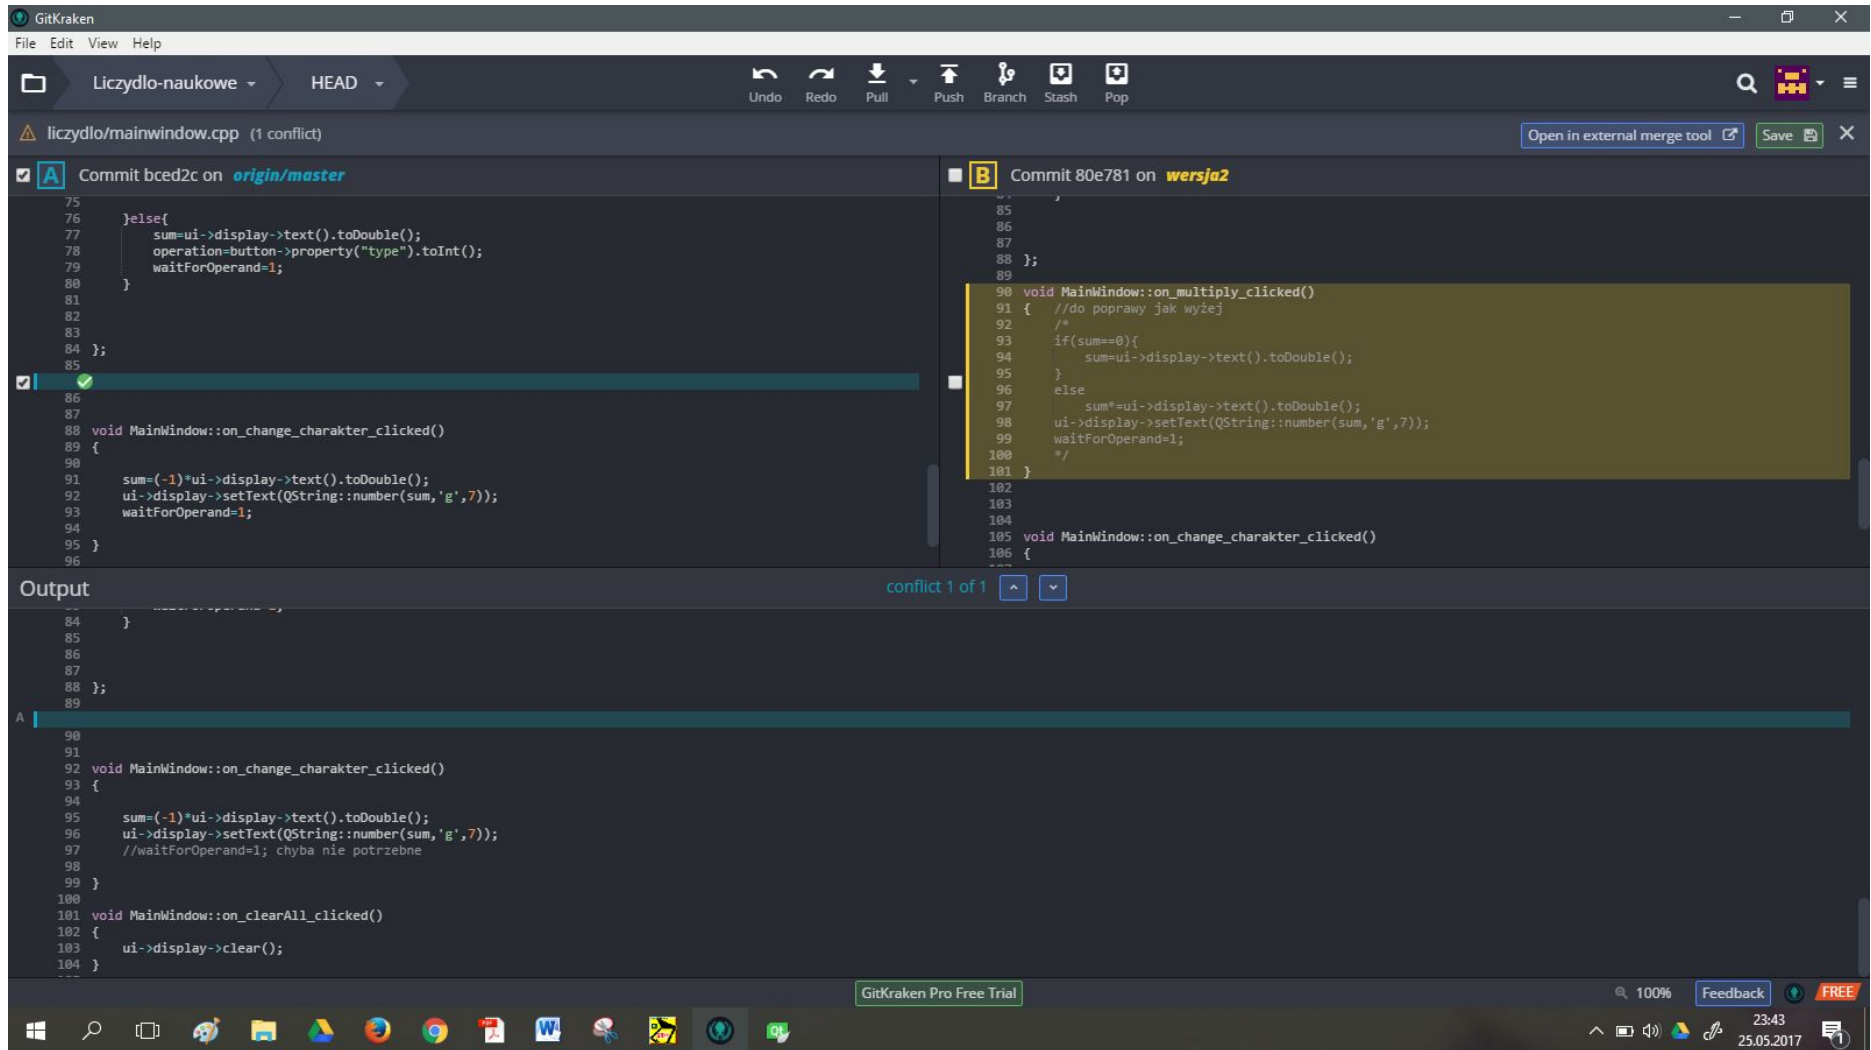 GitKraken
File Edit View Help
Liczydlo-naukowe HEAD Undo Redo Pull Push Branch Stash Pop
liczydlo/mainwindow.cpp (1 conflict) Open in external merge tool Save
A Commit bced2c on origin/master
75
76 }else{
77 sum=ui->display->text().toDouble();
78 operation=button->property("type").toInt();
79 waitForOperand=1;
80 }
81
82
83
84 };
85
86
87
88 void MainWindow::on_change_charakter_clicked()
89 {
90
91 sum=(-1)*ui->display->text().toDouble();
92 ui->display->setText(QString::number(sum,'g',7));
93 waitForOperand=1;
94
95 }
96
B Commit 80e781 on wersja2
85
86
87
88 };
89
90 void MainWindow::on_multiply_clicked()
91 { //do poprawy jak wyżej
92 /*
93 if(sum==0){
94 sum=ui->display->text().toDouble();
95 }
96 else
97 sum*=ui->display->text().toDouble();
98 ui->display->setText(QString::number(sum,'g',7));
99 waitForOperand=1;
100 */
101 }
102
103
104
105 void MainWindow::on_change_charakter_clicked()
106 {
Output conflict 1 of 1
84 }
85
86
87
88 };
89
A
90
91
92 void MainWindow::on_change_charakter_clicked()
93 {
94
95 sum=(-1)*ui->display->text().toDouble();
96 ui->display->setText(QString::number(sum,'g',7));
97 //waitForOperand=1; chyba nie potrzebne
98
99 }
100
101 void MainWindow::on_clearAll_clicked()
102 {
103 ui->display->clear();
104 }
GitKraken Pro Free Trial 100% Feedback FREE
23:43
25.05.2017